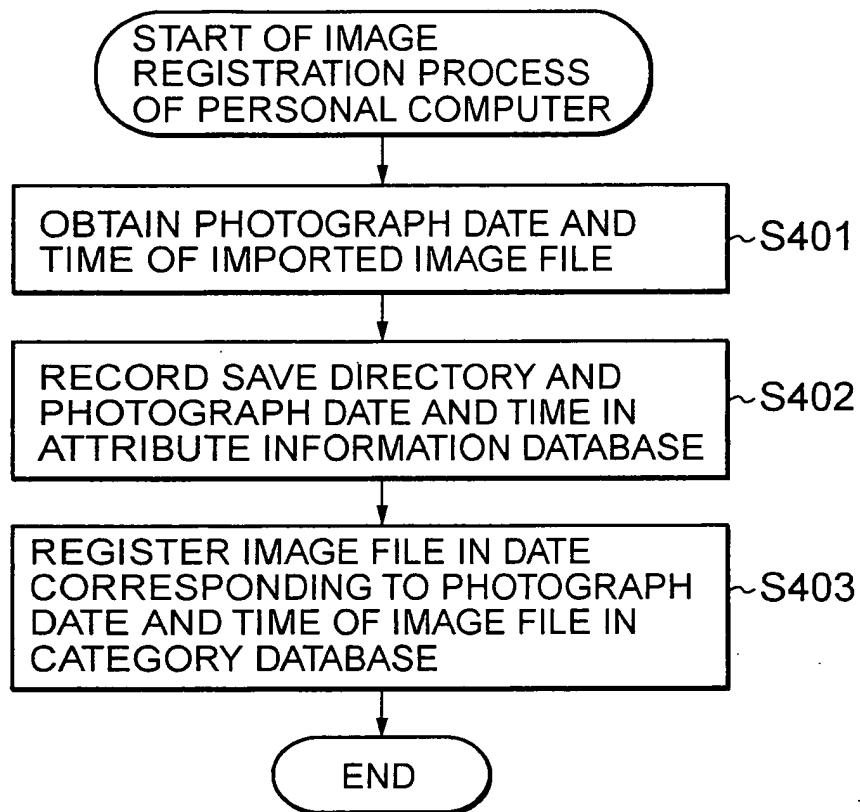 START OF IMAGE
REGISTRATION PROCESS
OF PERSONAL COMPUTER
OBTAIN PHOTOGRAPH DATE AND
TIME OF IMPORTED IMAGE FILE
~S401
RECORD SAVE DIRECTORY AND
PHOTOGRAPH DATE AND TIME IN
ATTRIBUTE INFORMATION DATABASE
~S402
REGISTER IMAGE FILE IN DATE
CORRESPONDING TO PHOTOGRAPH
DATE AND TIME OF IMAGE FILE IN
CATEGORY DATABASE
~S403
END